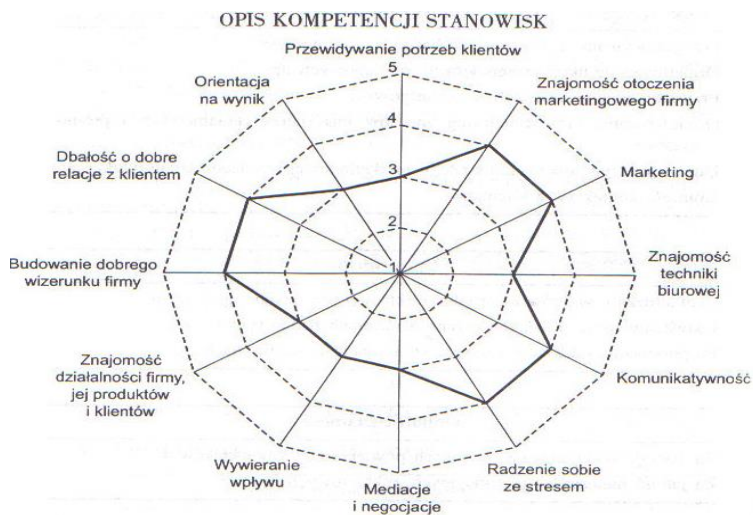 OPIS KOMPETENCJI STANOWISK
Przewidywanie potrzeb klientów
5
4
3
2
1
Znajomość otoczenia
marketingowego firmy
Marketing
Znajomość
techniki
biurowej
Komunikatywność
Radzenie sobie
ze stresem
Mediacje
i negocjacje
Wywieranie
wpływu
Znajomość
działalności firmy,
jej produktów
i klientów
Budowanie dobrego
wizerunku firmy
Dbałość o dobre
relacje z klientem
Orientacja
na wynik